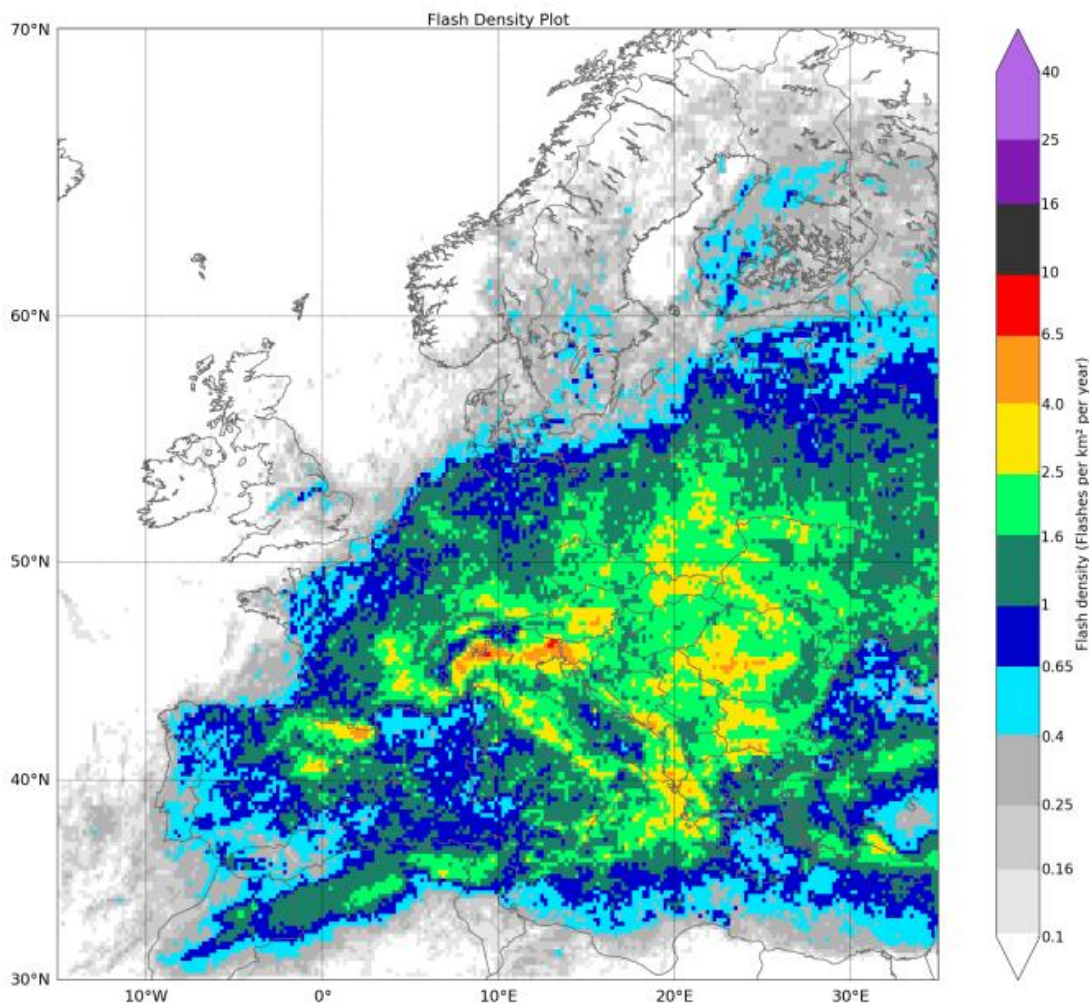 Flash Density Plot
70°N
60°N
50°N
40°N
30°N
10°W
0°
10°E
20°E
30°E
40
25
16
10
6.5
4.0
2.5
1.6
1
0.65
0.4
0.25
0.16
0.1
Flash density (Flashes per km² per year)